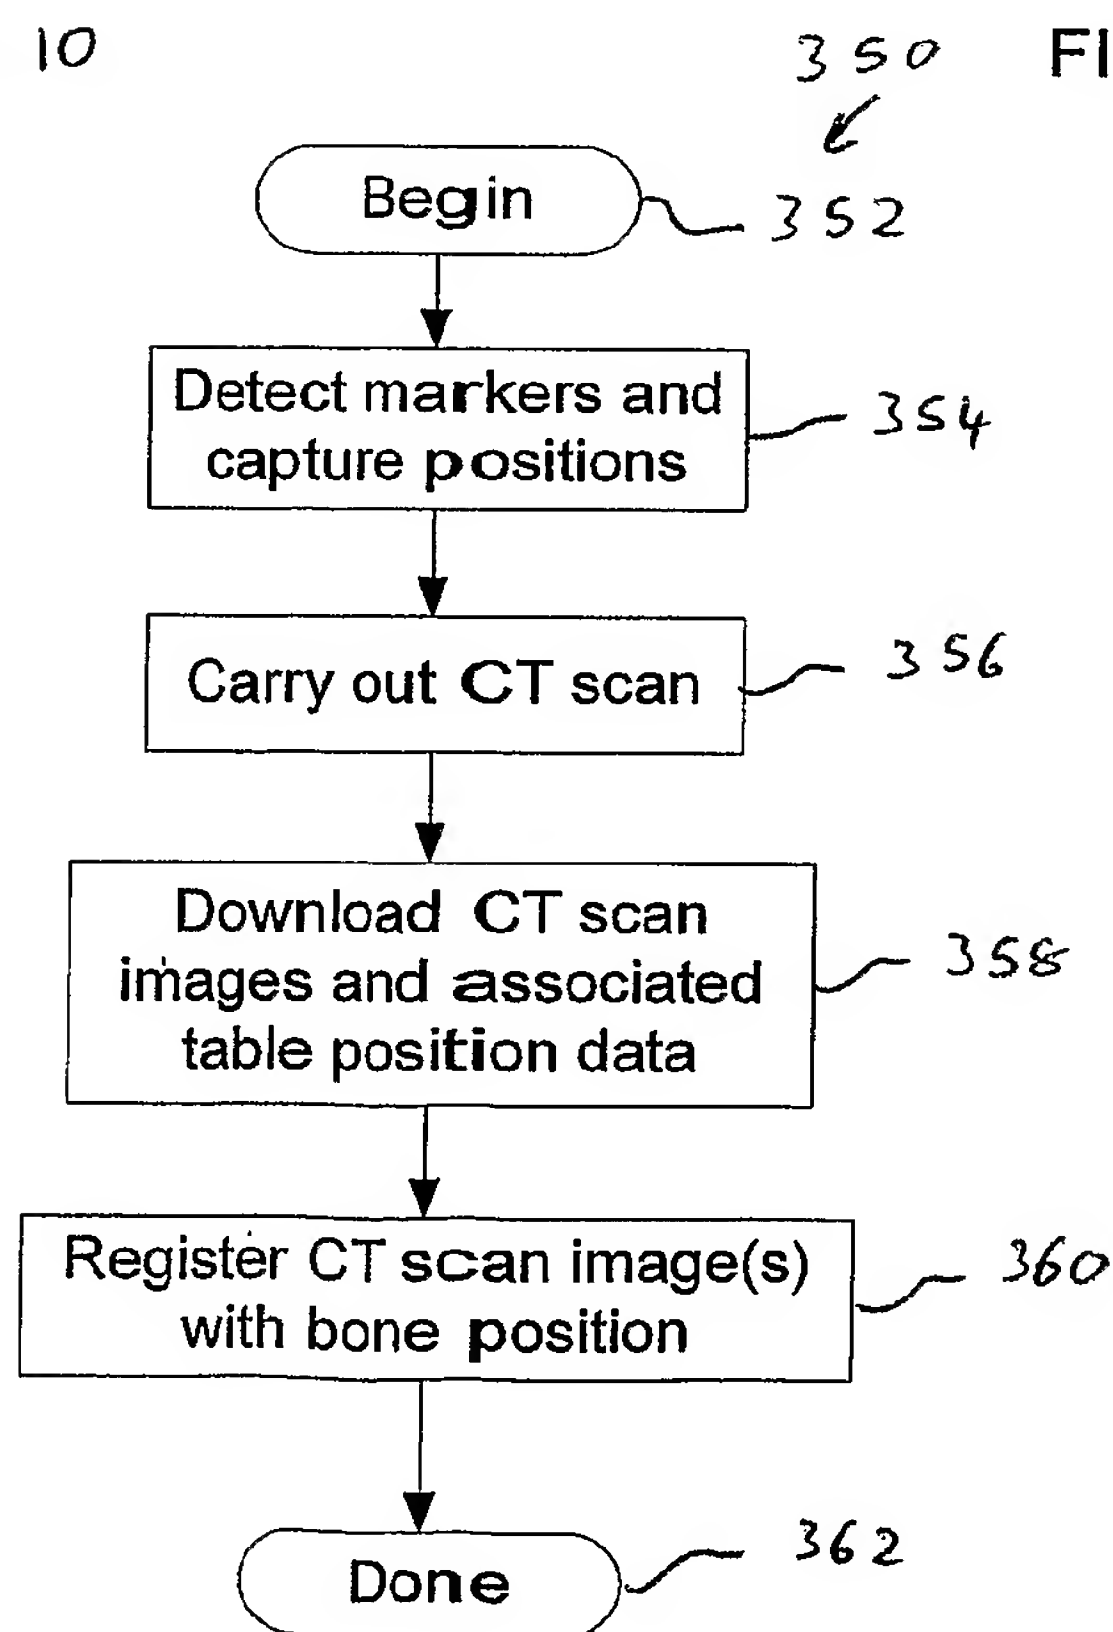 10
350
FI
Begin
352
Detect markers and
capture positions
354
Carry out CT scan
356
Download CT scan
images and associated
table position data
358
Register CT scan image(s)
with bone position
360
Done
362